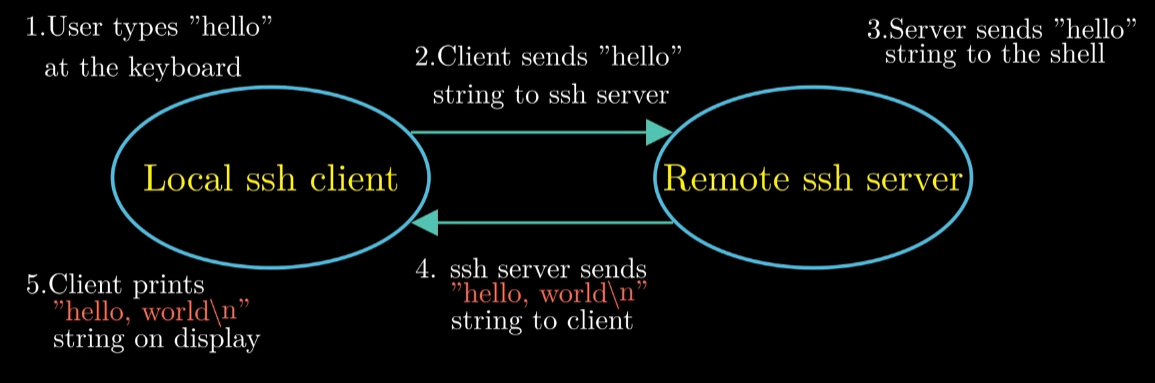 1.User types ”hello”
at the keyboard
2.Client sends ”hello”
string to ssh server
3.Server sends ”hello”
string to the shell
Local ssh client
Remote ssh server
4. ssh server sends
”hello, world\n”
string to client
5.Client prints
”hello, world\n”
string on display